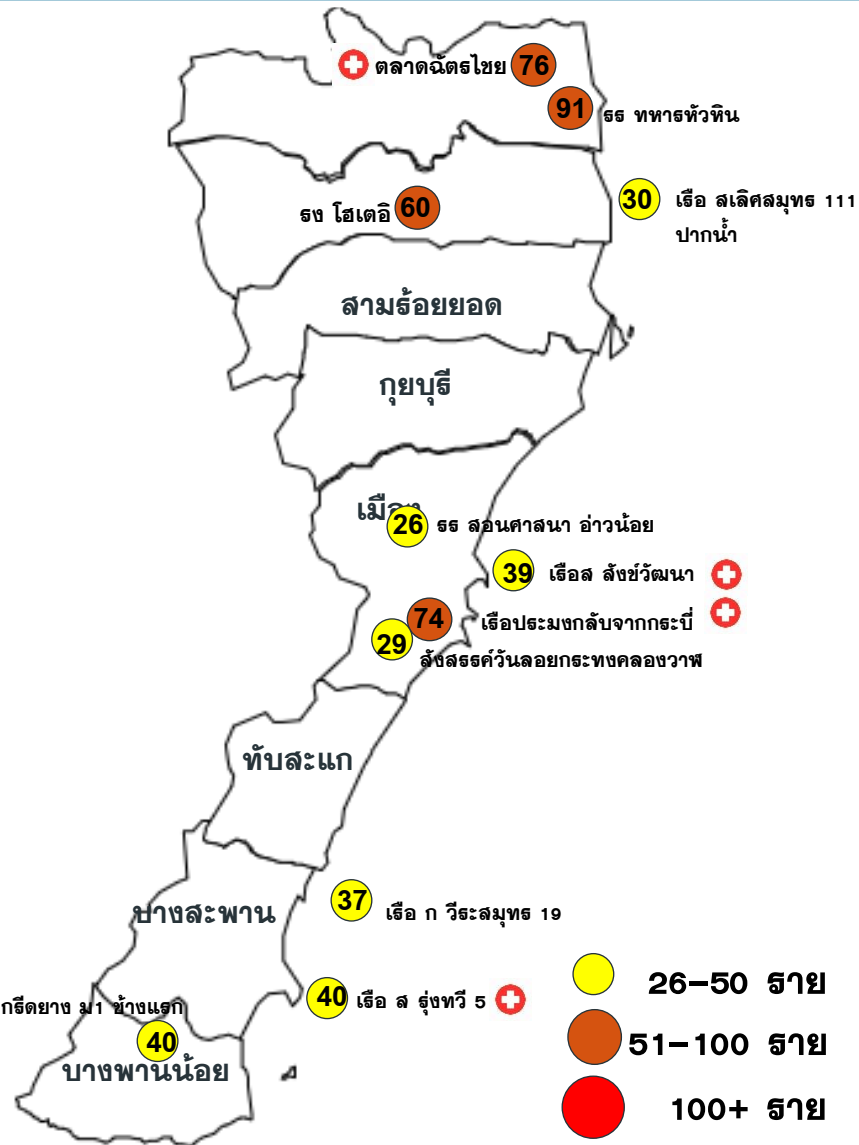 ตลาดฉัตรไชย 76
91 รร ทหารหัวหิน
รง โฮเตอิ 60
30 เรือ สเลิศสมุทร 111
ปากน้ำ
สามร้อยยอด
กุยบุรี
เมือง
26 รร สอนศาสนา อ่าวน้อย
39 เรือส สังข์วัฒนา
74 เรือประมงกลับจากกระบี่
29 สังสรรค์วันลอยกระทงคลองวาฬ
ทับสะแก
37 เรือ ก วีระสมุทร 19
บางสะพาน
40 เรือ ส รุ่งทวี 5
กรีดยาง ม1 ช้างแรก
40
บางพานน้อย
26-50 ราย
51-100 ราย
100+ ราย